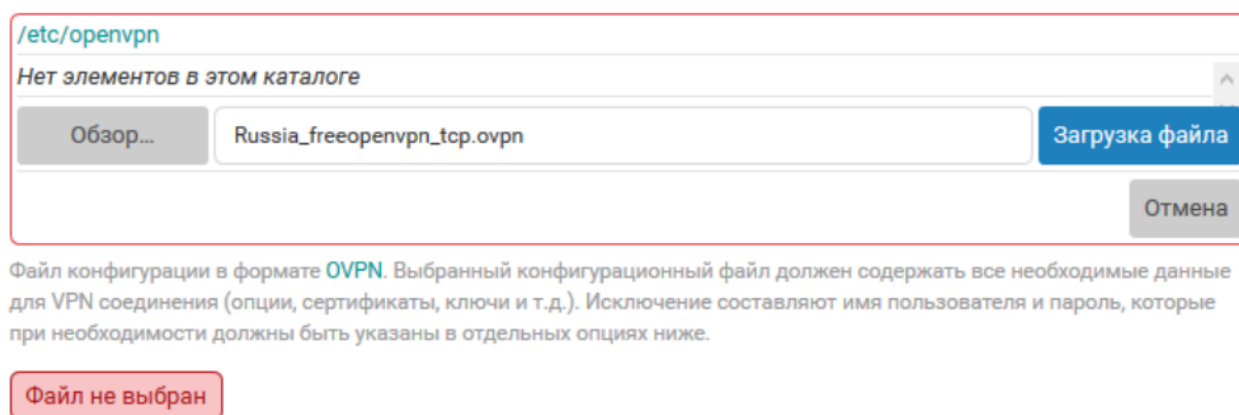 /etc/openvpn
Нет элементов в этом каталоге
Обзор... Russia_freeopenvpn_tcp.ovpn Загрузка файла
Отмена
Файл конфигурации в формате OVPN. Выбранный конфигурационный файл должен содержать все необходимые данные
для VPN соединения (опции, сертификаты, ключи и т.д.). Исключение составляют имя пользователя и пароль, которые
при необходимости должны быть указаны в отдельных опциях ниже.
Файл не выбран